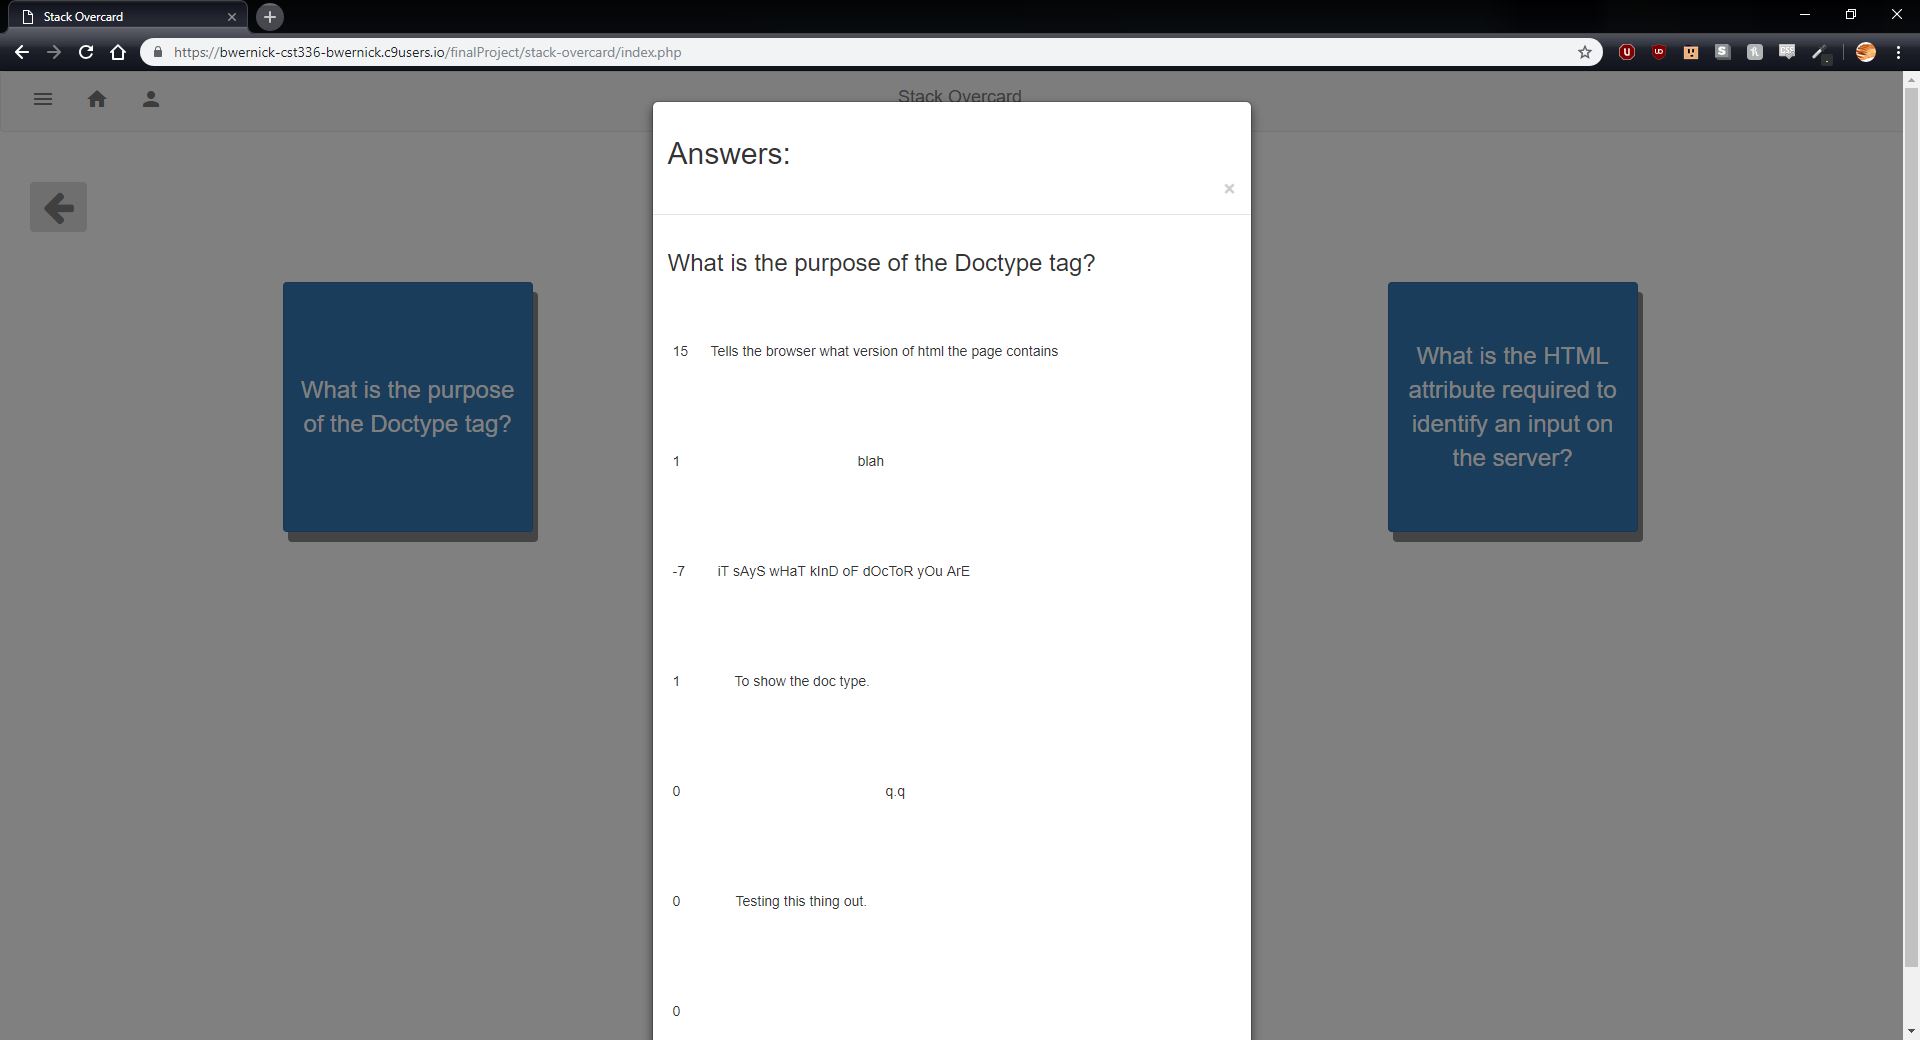 Stack Overcard
https://bwernick-cst336-bwernick.c9users.io/finalProject/stack-overcard/index.php
Stack Overcard
Answers:
×
What is the purpose of the Doctype tag?
15 Tells the browser what version of html the page contains
1 blah
-7 iT sAyS wHaT kInD oF dOcToR yOu ArE
1 To show the doc type.
0 q.q
0 Testing this thing out.
0
What is the purpose
of the Doctype tag?
What is the HTML
attribute required to
identify an input on
the server?